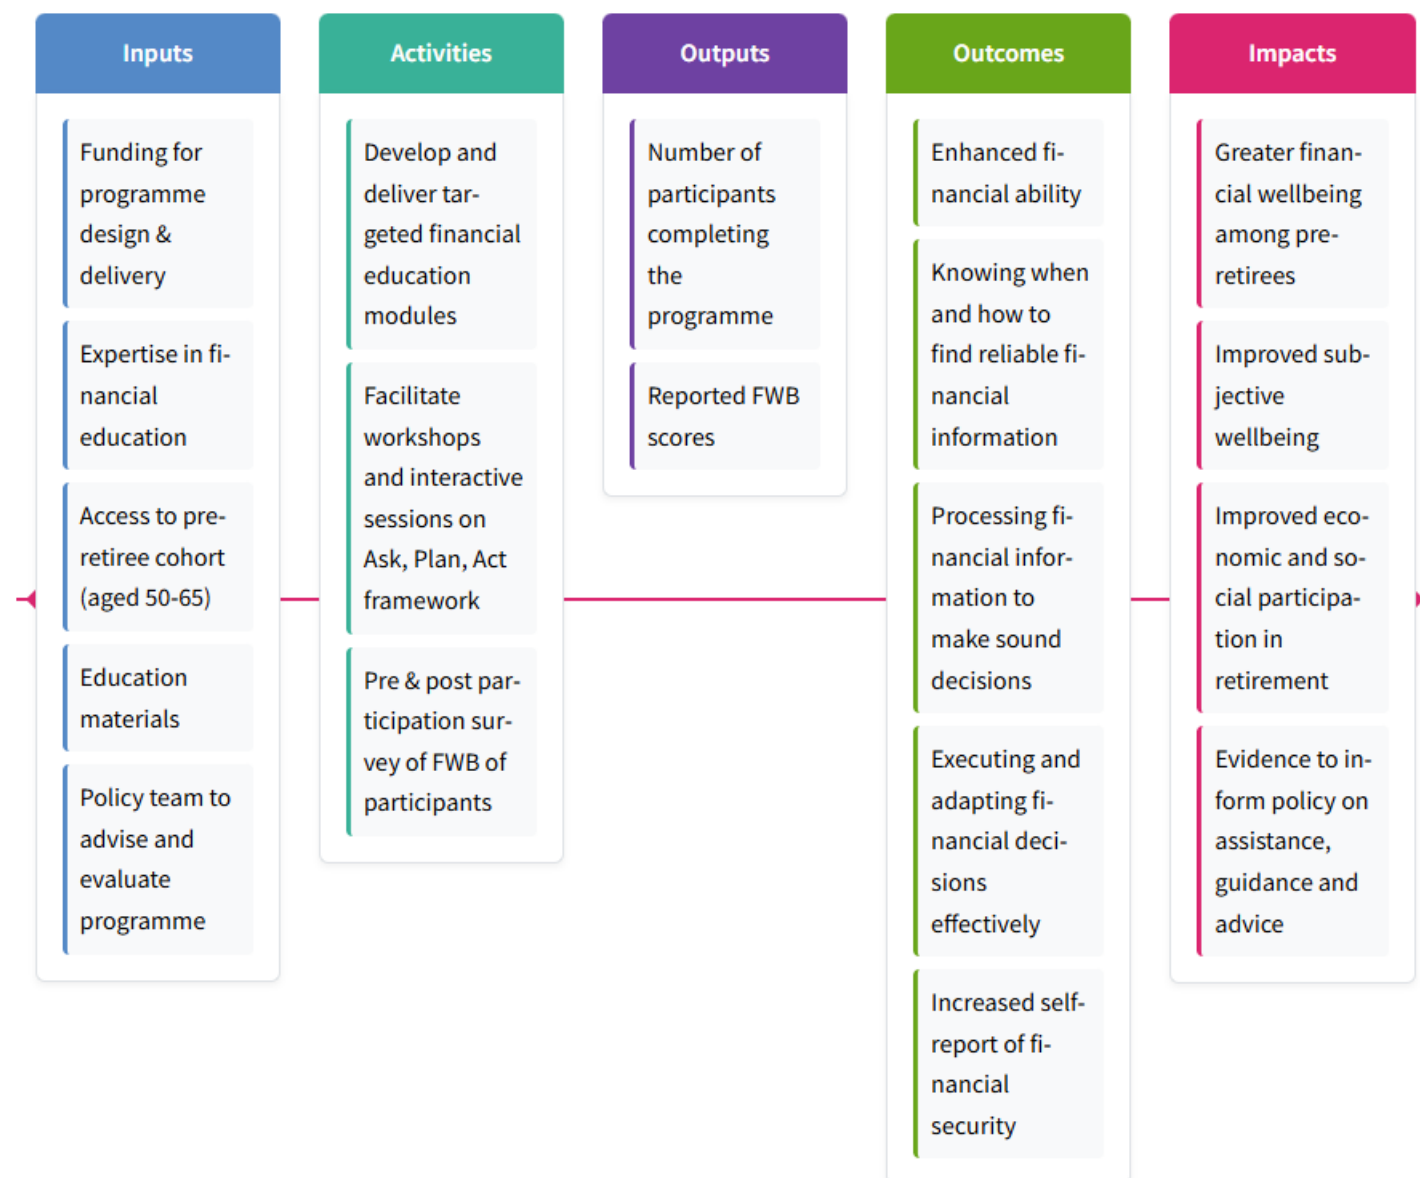 Inputs
Funding for
programme
design &
delivery
Expertise in fi-
nancial
education
Access to pre-
retiree cohort
(aged 50-65)
Education
materials
Policy team to
advise and
evaluate
programme
Activities
Develop and
deliver tar-
geted financial
education
modules
Facilitate
workshops
and interactive
sessions on
Ask, Plan, Act
framework
Pre & post par-
ticipation sur-
vey of FWB of
participants
Outputs
Number of
participants
completing
the
programme
Reported FWB
scores
Outcomes
Enhanced fi-
nancial ability
Knowing when
and how to
find reliable fi-
nancial
information
Processing fi-
nancial infor-
mation to
make sound
decisions
Executing and
adapting fi-
nancial deci-
sions
effectively
Increased self-
report of fi-
nancial
security
Impacts
Greater finan-
cial wellbeing
among pre-
retirees
Improved sub-
jective
wellbeing
Improved eco-
nomic and so-
cial participa-
tion in
retirement
Evidence to in-
form policy on
assistance,
guidance and
advice